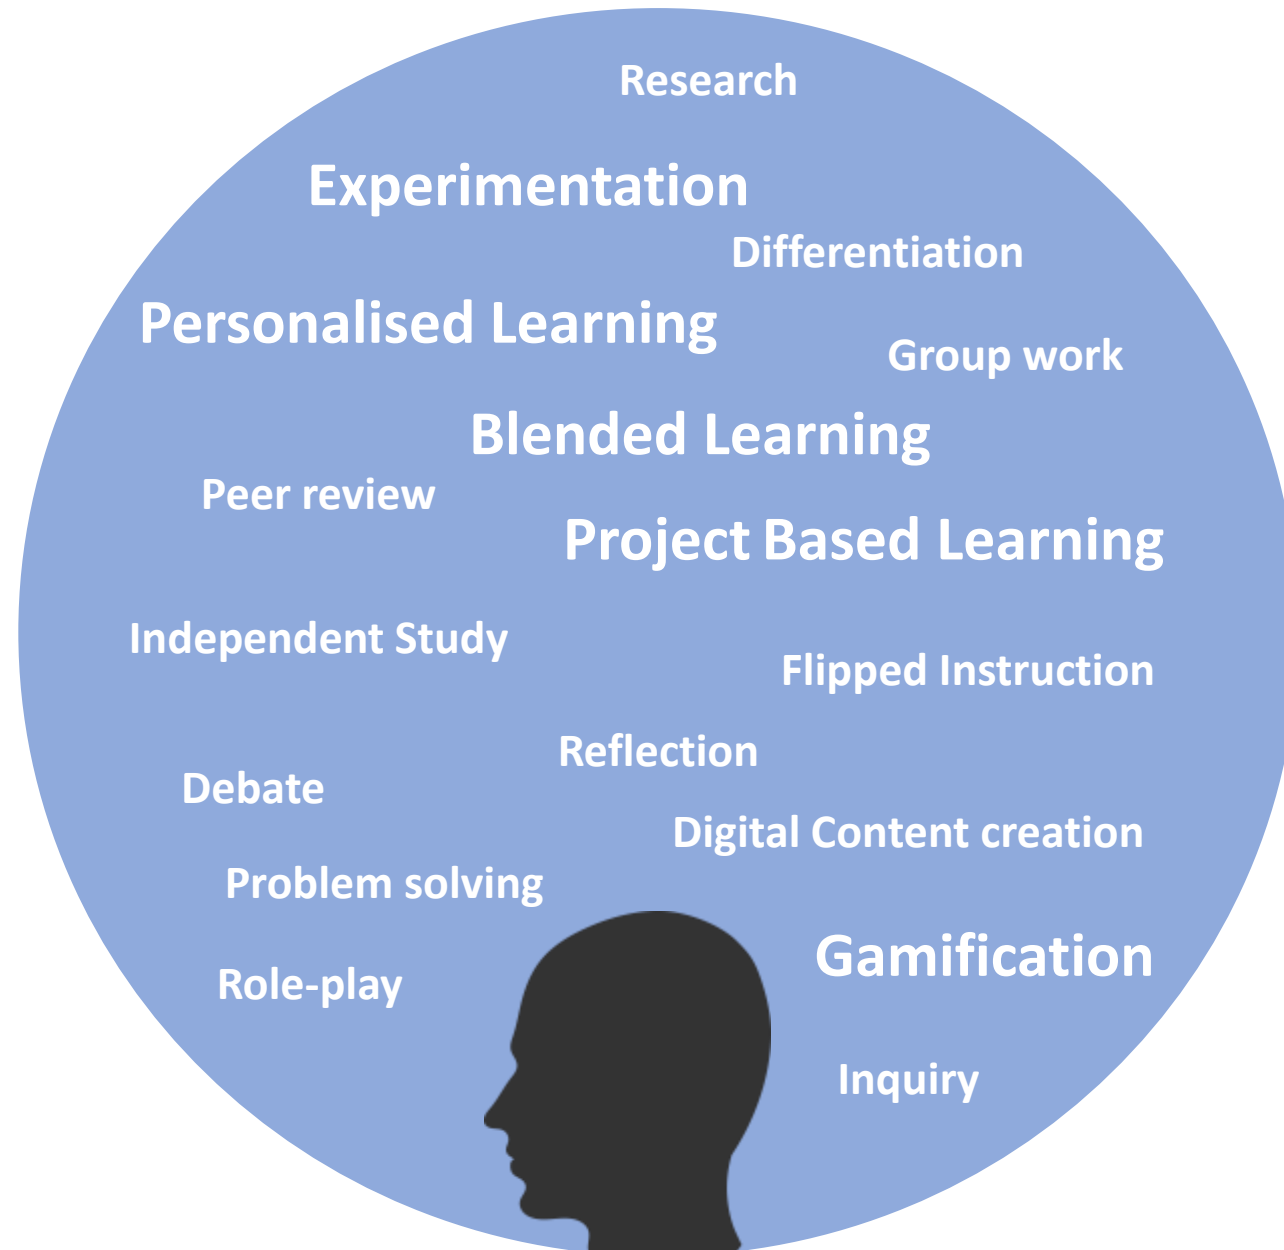 Research
Experimentation
Differentiation
Personalised Learning
Group work
Blended Learning
Peer review
Project Based Learning
Independent Study
Flipped Instruction
Reflection
Debate
Digital Content creation
Problem solving
Gamification
Role-play
Inquiry